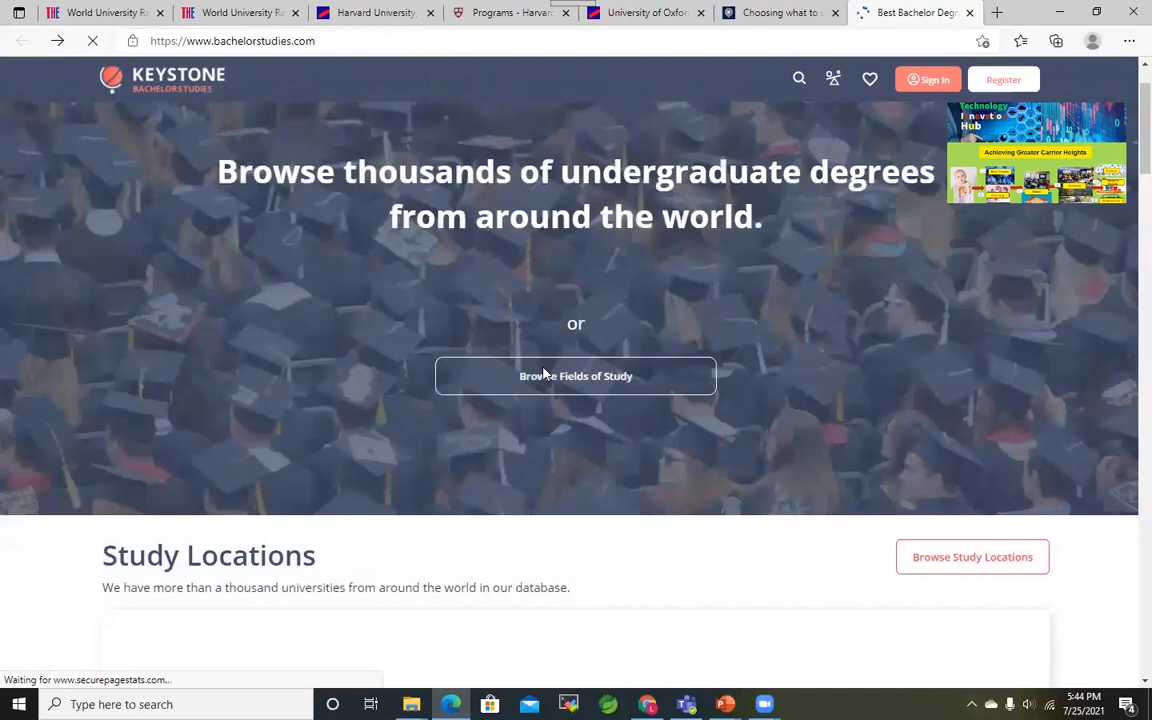 World University Ra
World University Ra
Harvard University,
Programs - Harvar
University of Oxfor
Choosing what to s
Best Bachelor Degre
https://www.bachelorstudies.com
KEYSTONE
BACHELORSTUDIES
Sign In
Register
Technology
Innovation
Hub
Achieving Greater Carrier Heights
Browse thousands of undergraduate degrees
from around the world.
or
Browse Fields of Study
Study Locations
Browse Study Locations
We have more than a thousand universities from around the world in our database.
Waiting for www.securepagestats.com...
Type here to search
5:44 PM
7/25/2021
4